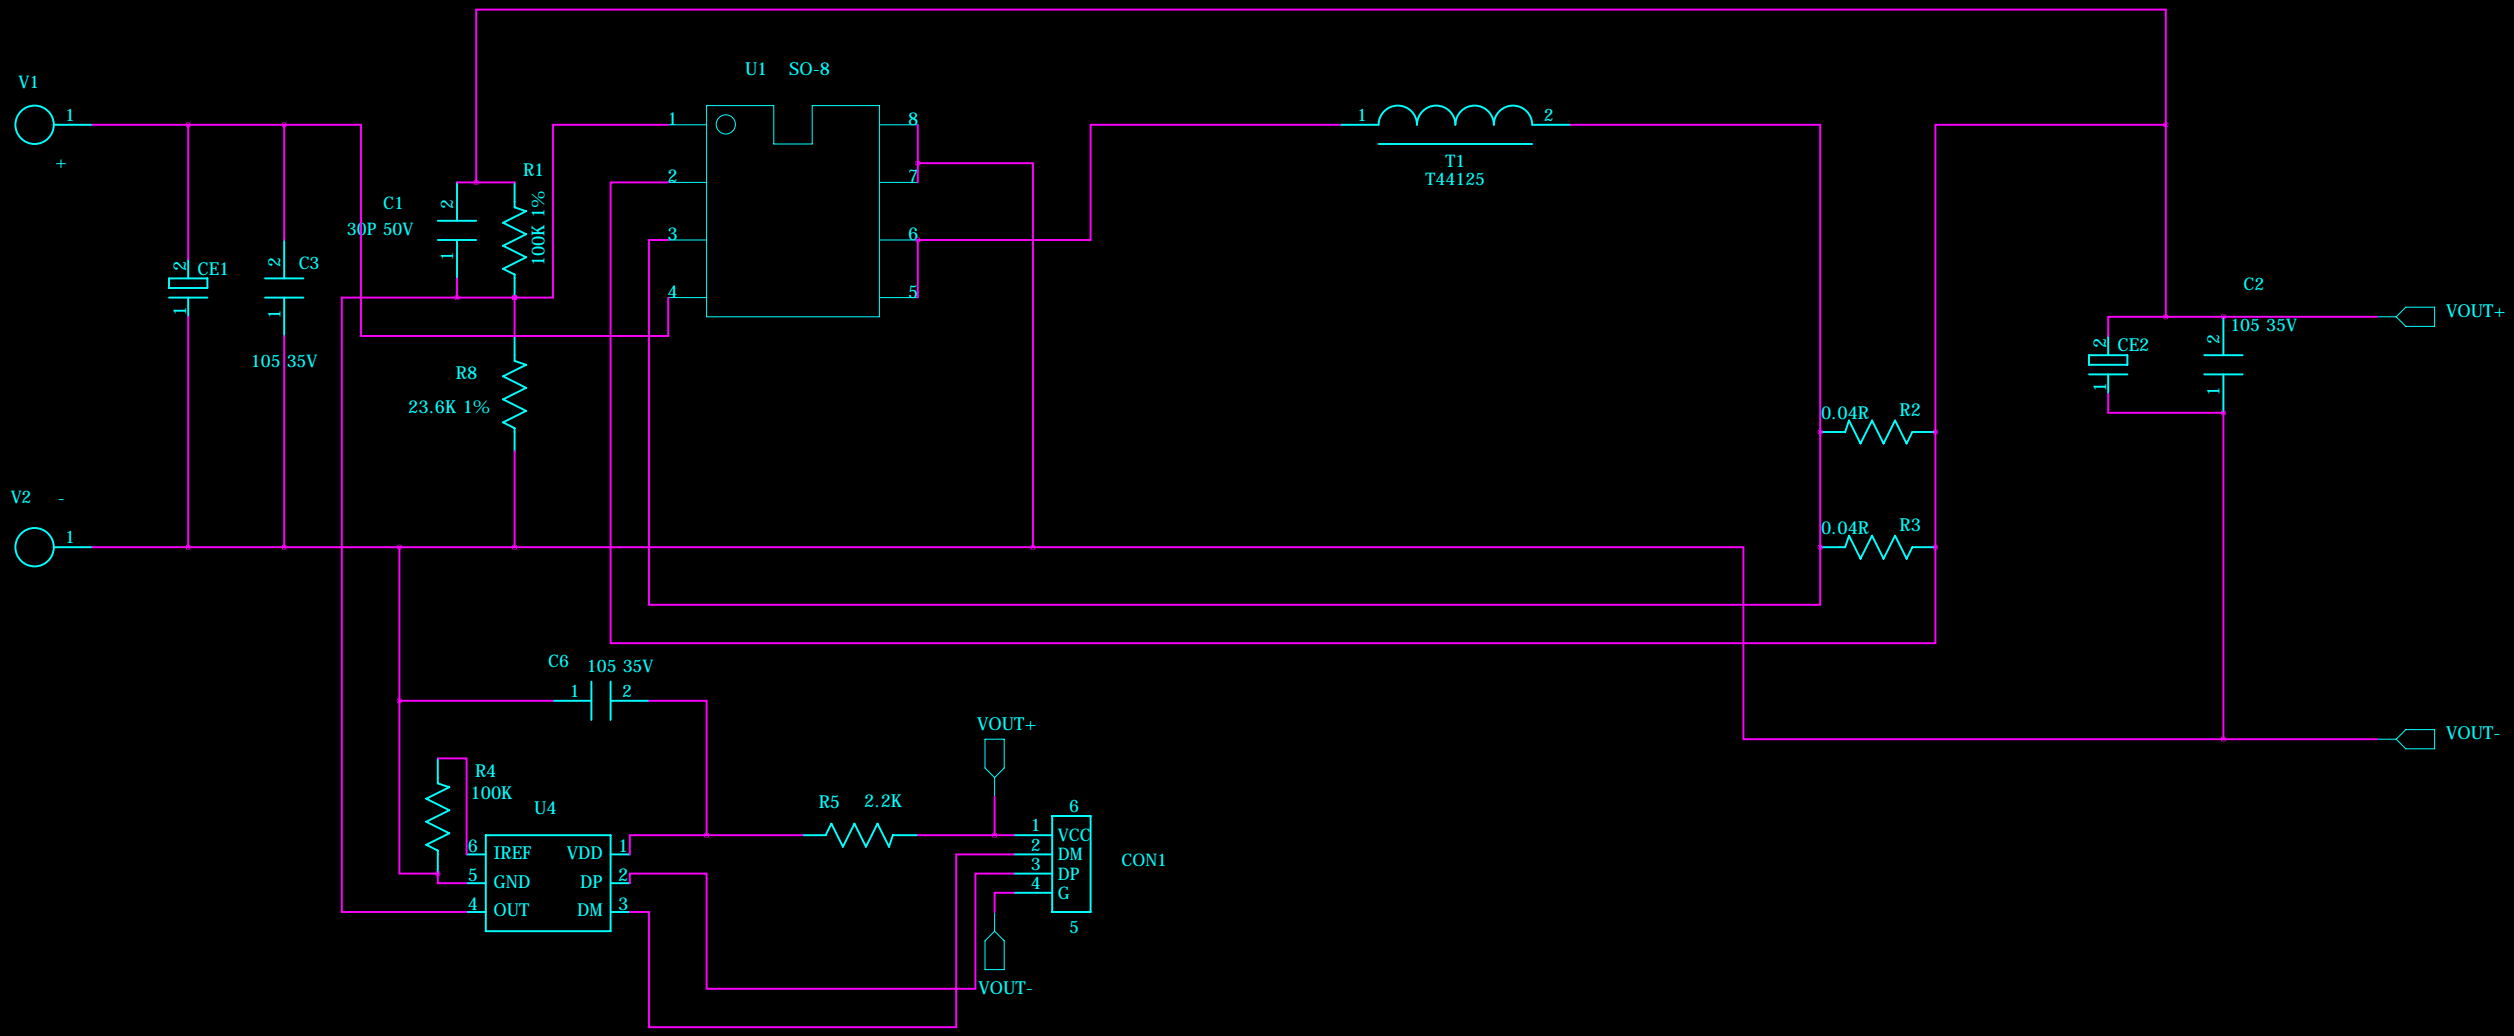 V1
1
+
U1 SO-8
1
2
3
4
8
7
6
5
C1
30P 50V
2
1
R1
100K 1%
2
CE1
1
2
C3
1
105 35V
R8
23.6K 1%
V2 -
1
1
2
T1
T44125
0.04R R2
0.04R R3
C2
105 35V
2
1
2
CE2
1
VOUT+
VOUT-
C6 105 35V
1
2
R4
100K
U4
6 IREF
5 GND
4 OUT
VDD 1
DP 2
DM 3
R5 2.2K
VOUT+
6
1 VCC
2 DM
3 DP
4 G
5
CON1
VOUT-